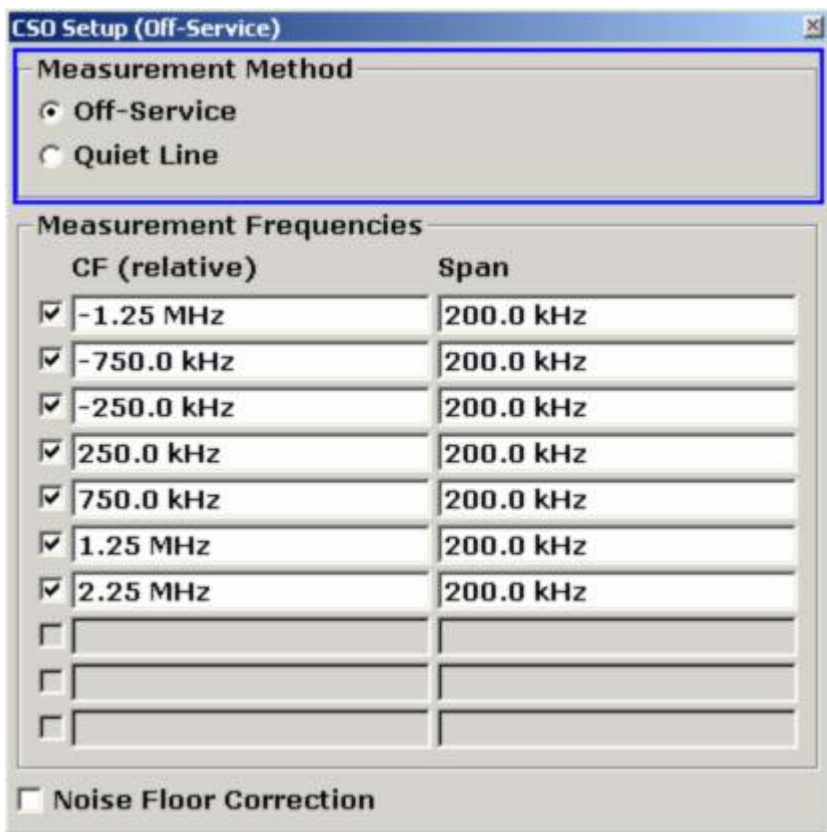 CSO Setup (Off-Service)
Measurement Method
Off-Service
Quiet Line
Measurement Frequencies
CF (relative) Span
-1.25 MHz 200.0 kHz
-750.0 kHz 200.0 kHz
-250.0 kHz 200.0 kHz
250.0 kHz 200.0 kHz
750.0 kHz 200.0 kHz
1.25 MHz 200.0 kHz
2.25 MHz 200.0 kHz
Noise Floor Correction